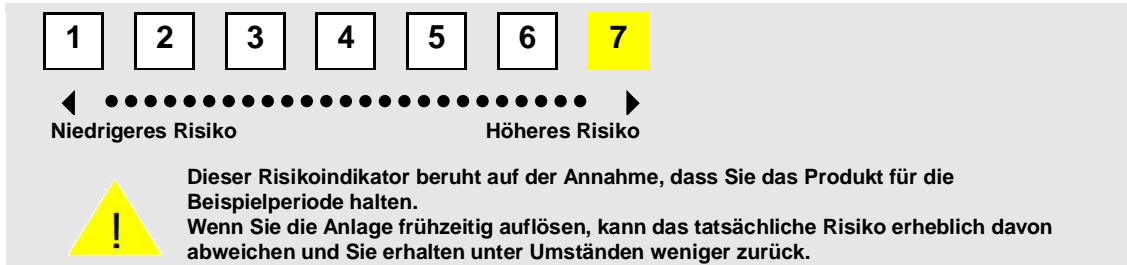 1 2 3 4 5 6 7
Niedrigeres Risiko Höheres Risiko
Dieser Risikoindikator beruht auf der Annahme, dass Sie das Produkt für die
Beispielperiode halten.
Wenn Sie die Anlage frühzeitig auflösen, kann das tatsächliche Risiko erheblich davon
abweichen und Sie erhalten unter Umständen weniger zurück.
!